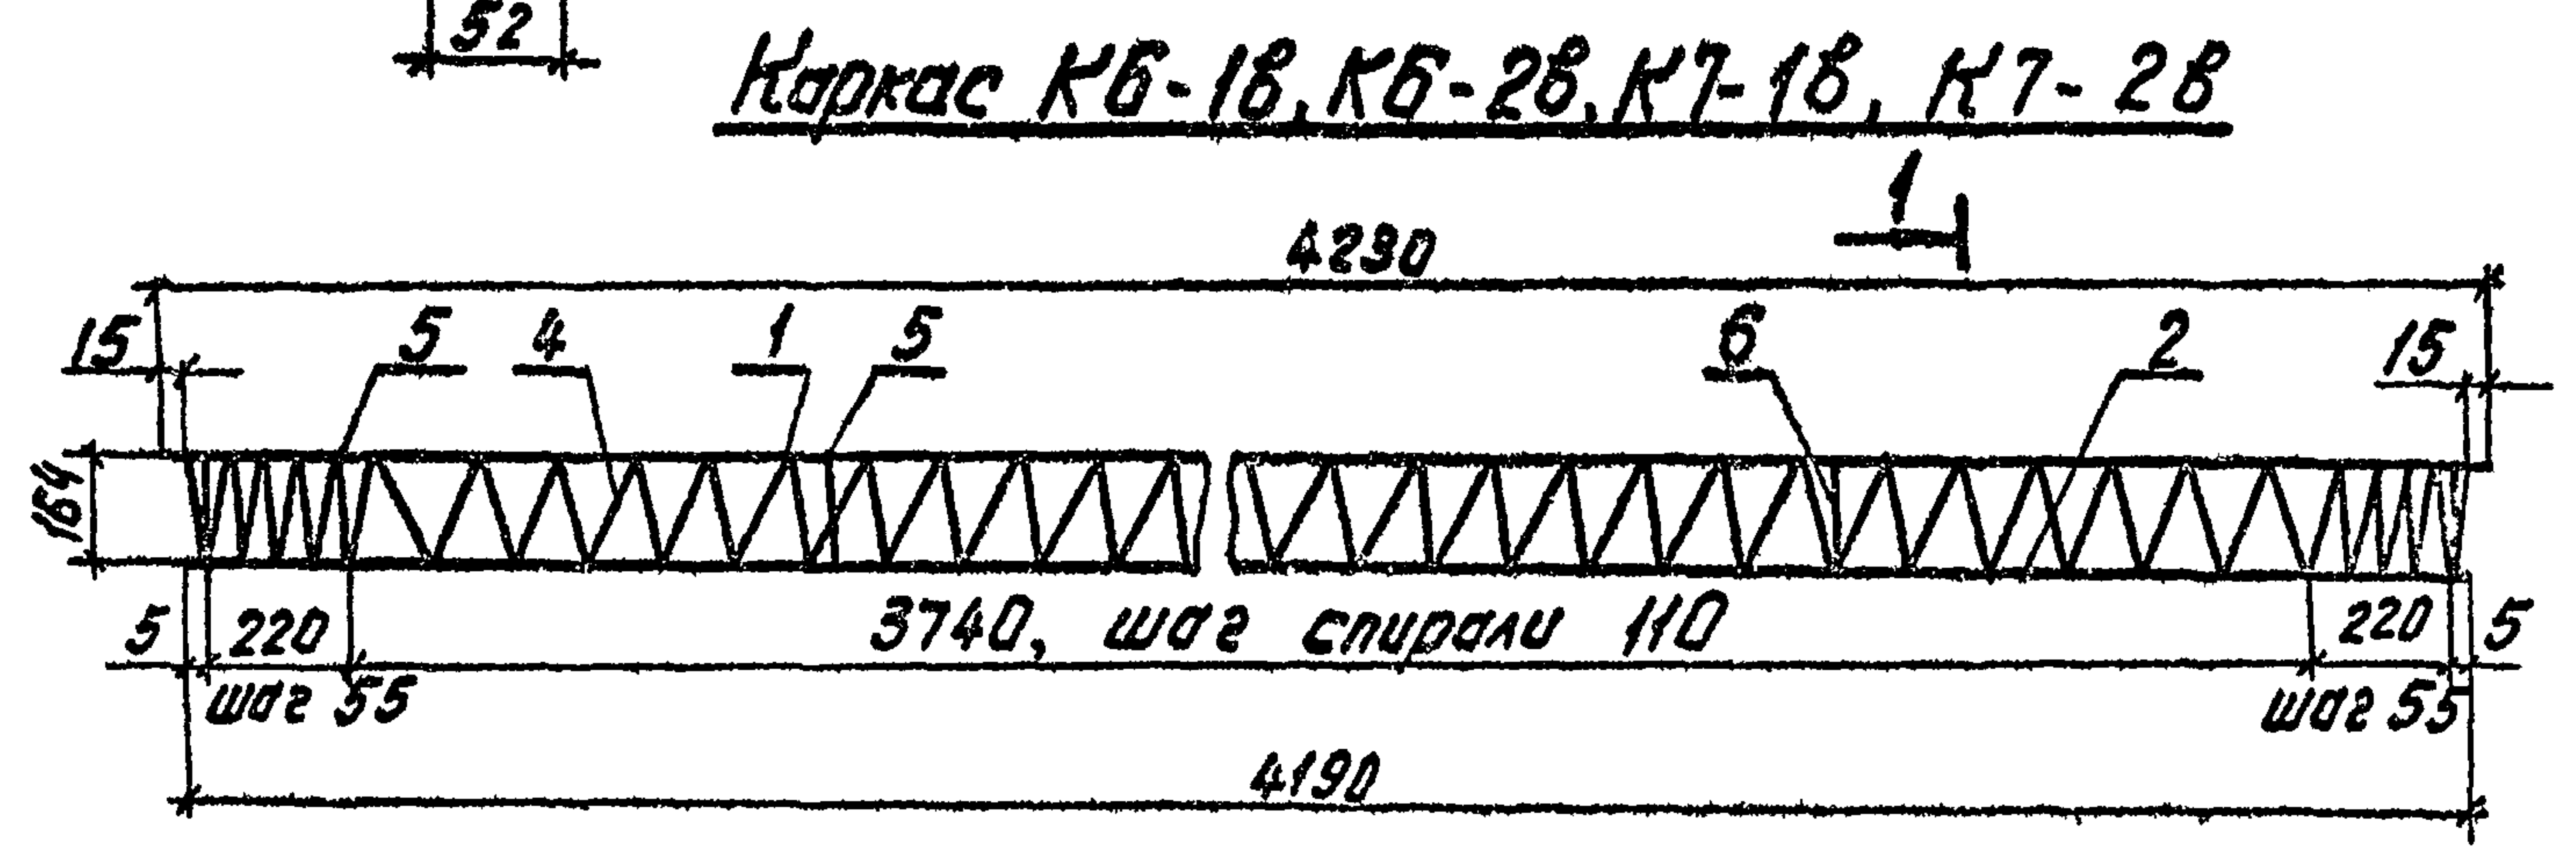 52
Каркас К6-1в, К6-2в, К7-1в, К7-2в
1
4230
15 5 4 1 5 6 2 15
164
5 220 3740, шаг спирали 110 220 5
шаг 55 шаг 55
4190